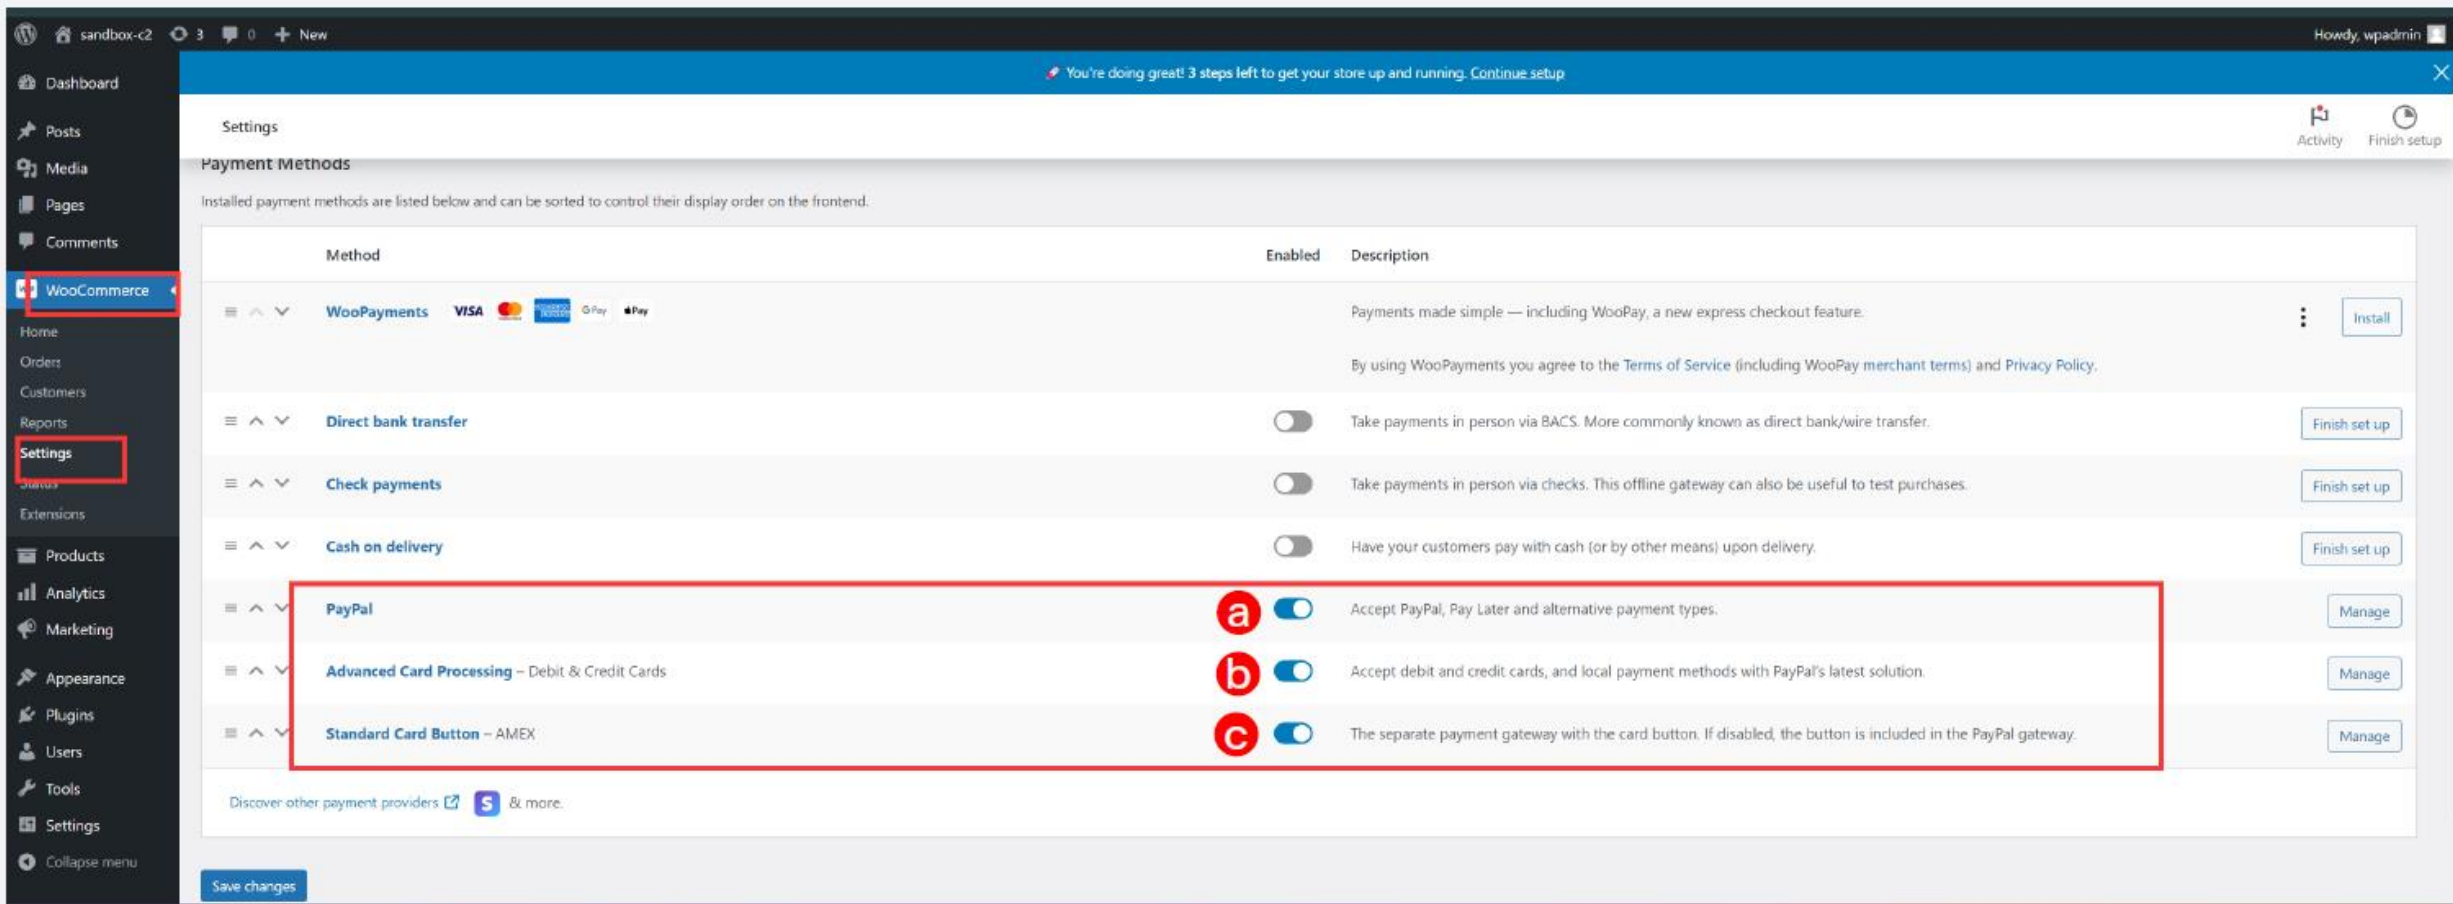 sandbox-c2 3 0 + New Howdy, wpadmin
🚀 You're doing great! 3 steps left to get your store up and running. Continue setup
Dashboard
Posts
Media
Pages
Comments
WooCommerce
Home
Orders
Customers
Reports
Settings
Status
Extensions
Products
Analytics
Marketing
Appearance
Plugins
Users
Tools
Settings
Collapse menu
Settings
Activity Finish setup
Payment Methods
Installed payment methods are listed below and can be sorted to control their display order on the frontend.
Method Enabled Description
WooPayments VISA G Pay Pay Payments made simple — including WooPay, a new express checkout feature. Install
By using WooPayments you agree to the Terms of Service (including WooPay merchant terms) and Privacy Policy.
Direct bank transfer Take payments in person via BACS. More commonly known as direct bank/wire transfer. Finish set up
Check payments Take payments in person via checks. This offline gateway can also be useful to test purchases. Finish set up
Cash on delivery Have your customers pay with cash (or by other means) upon delivery. Finish set up
PayPal a Accept PayPal, Pay Later and alternative payment types. Manage
Advanced Card Processing – Debit & Credit Cards b Accept debit and credit cards, and local payment methods with PayPal's latest solution. Manage
Standard Card Button – AMEX c The separate payment gateway with the card button. If disabled, the button is included in the PayPal gateway. Manage
Discover other payment providers S & more.
Save changes